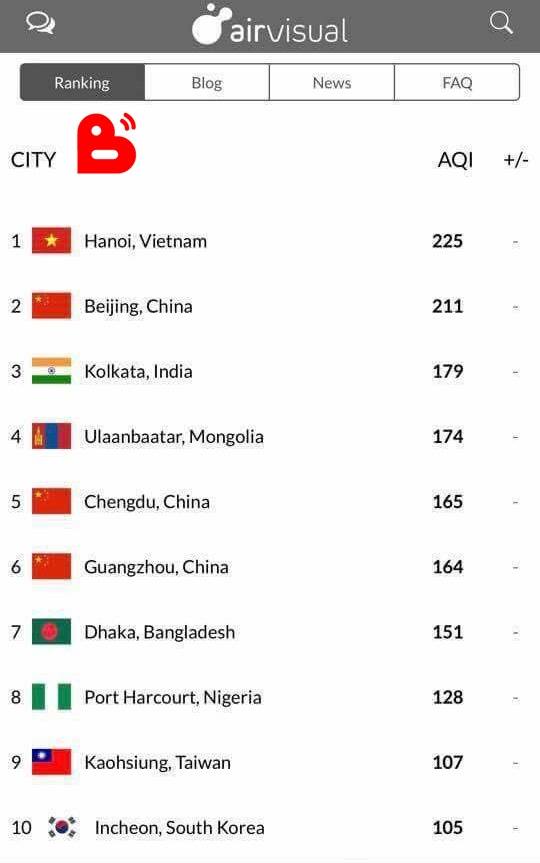 airvisual
Ranking Blog News FAQ
CITY AQI +/-
1 Hanoi, Vietnam 225 -
2 Beijing, China 211 -
3 Kolkata, India 179 -
4 Ulaanbaatar, Mongolia 174 -
5 Chengdu, China 165 -
6 Guangzhou, China 164 -
7 Dhaka, Bangladesh 151 -
8 Port Harcourt, Nigeria 128 -
9 Kaohsiung, Taiwan 107 -
10 Incheon, South Korea 105 -